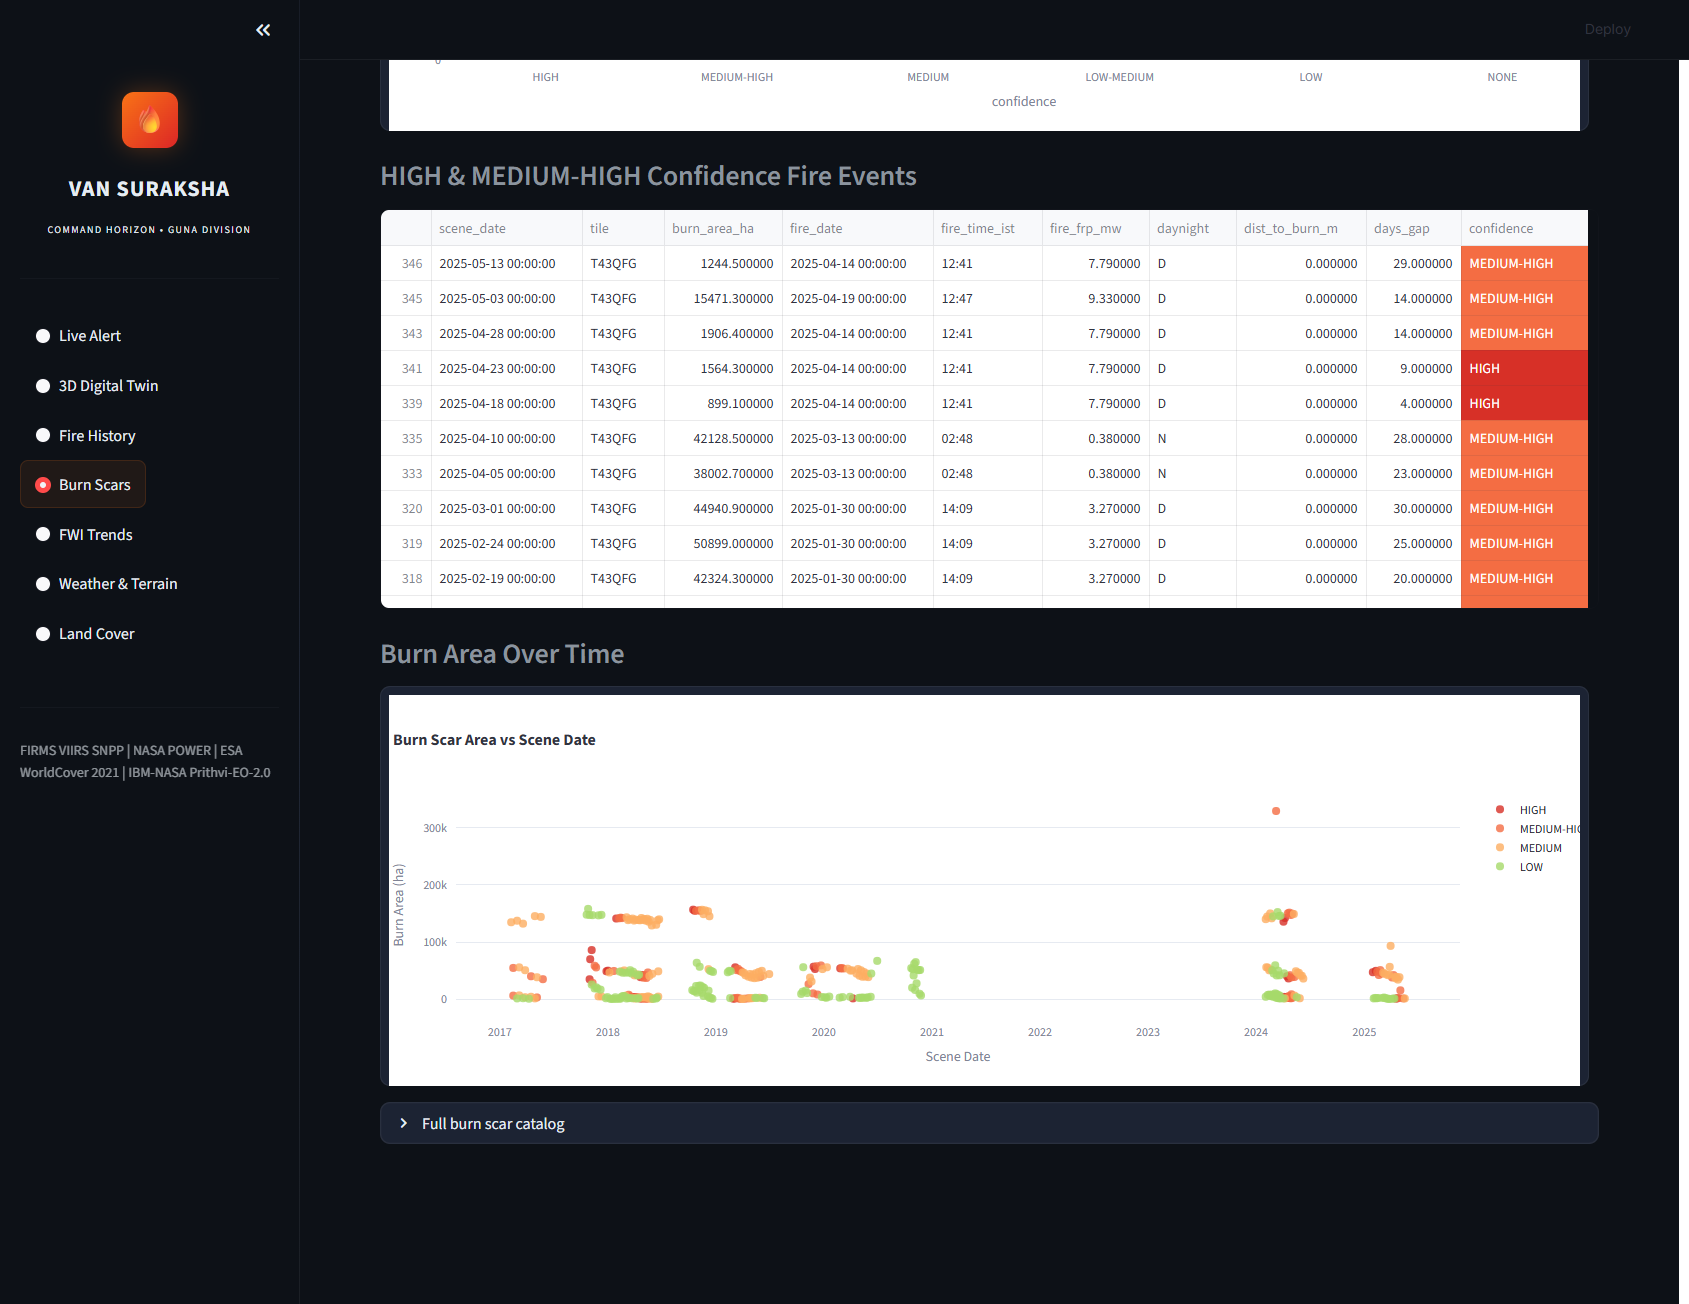 Deploy
VAN SURAKSHA
COMMAND HORIZON • GUNA DIVISION
Live Alert
3D Digital Twin
Fire History
Burn Scars
FWI Trends
Weather & Terrain
Land Cover
FIRMS VIIRS SNPP | NASA POWER | ESA
WorldCover 2021 | IBM-NASA Prithvi-EO-2.0
0
HIGH MEDIUM-HIGH MEDIUM LOW-MEDIUM LOW NONE
confidence
HIGH & MEDIUM-HIGH Confidence Fire Events
scene_date tile burn_area_ha fire_date fire_time_ist fire_frp_mw daynight dist_to_burn_m days_gap confidence
346 2025-05-13 00:00:00 T43QFG 1244.500000 2025-04-14 00:00:00 12:41 7.790000 D 0.000000 29.000000 MEDIUM-HIGH
345 2025-05-03 00:00:00 T43QFG 15471.300000 2025-04-19 00:00:00 12:47 9.330000 D 0.000000 14.000000 MEDIUM-HIGH
343 2025-04-28 00:00:00 T43QFG 1906.400000 2025-04-14 00:00:00 12:41 7.790000 D 0.000000 14.000000 MEDIUM-HIGH
341 2025-04-23 00:00:00 T43QFG 1564.300000 2025-04-14 00:00:00 12:41 7.790000 D 0.000000 9.000000 HIGH
339 2025-04-18 00:00:00 T43QFG 899.100000 2025-04-14 00:00:00 12:41 7.790000 D 0.000000 4.000000 HIGH
335 2025-04-10 00:00:00 T43QFG 42128.500000 2025-03-13 00:00:00 02:48 0.380000 N 0.000000 28.000000 MEDIUM-HIGH
333 2025-04-05 00:00:00 T43QFG 38002.700000 2025-03-13 00:00:00 02:48 0.380000 N 0.000000 23.000000 MEDIUM-HIGH
320 2025-03-01 00:00:00 T43QFG 44940.900000 2025-01-30 00:00:00 14:09 3.270000 D 0.000000 30.000000 MEDIUM-HIGH
319 2025-02-24 00:00:00 T43QFG 50899.000000 2025-01-30 00:00:00 14:09 3.270000 D 0.000000 25.000000 MEDIUM-HIGH
318 2025-02-19 00:00:00 T43QFG 42324.300000 2025-01-30 00:00:00 14:09 3.270000 D 0.000000 20.000000 MEDIUM-HIGH
Burn Area Over Time
Burn Scar Area vs Scene Date
HIGH
MEDIUM-HIG
MEDIUM
LOW
Burn Area (ha)
300k
200k
100k
0
2017 2018 2019 2020 2021 2022 2023 2024 2025
Scene Date
Full burn scar catalog